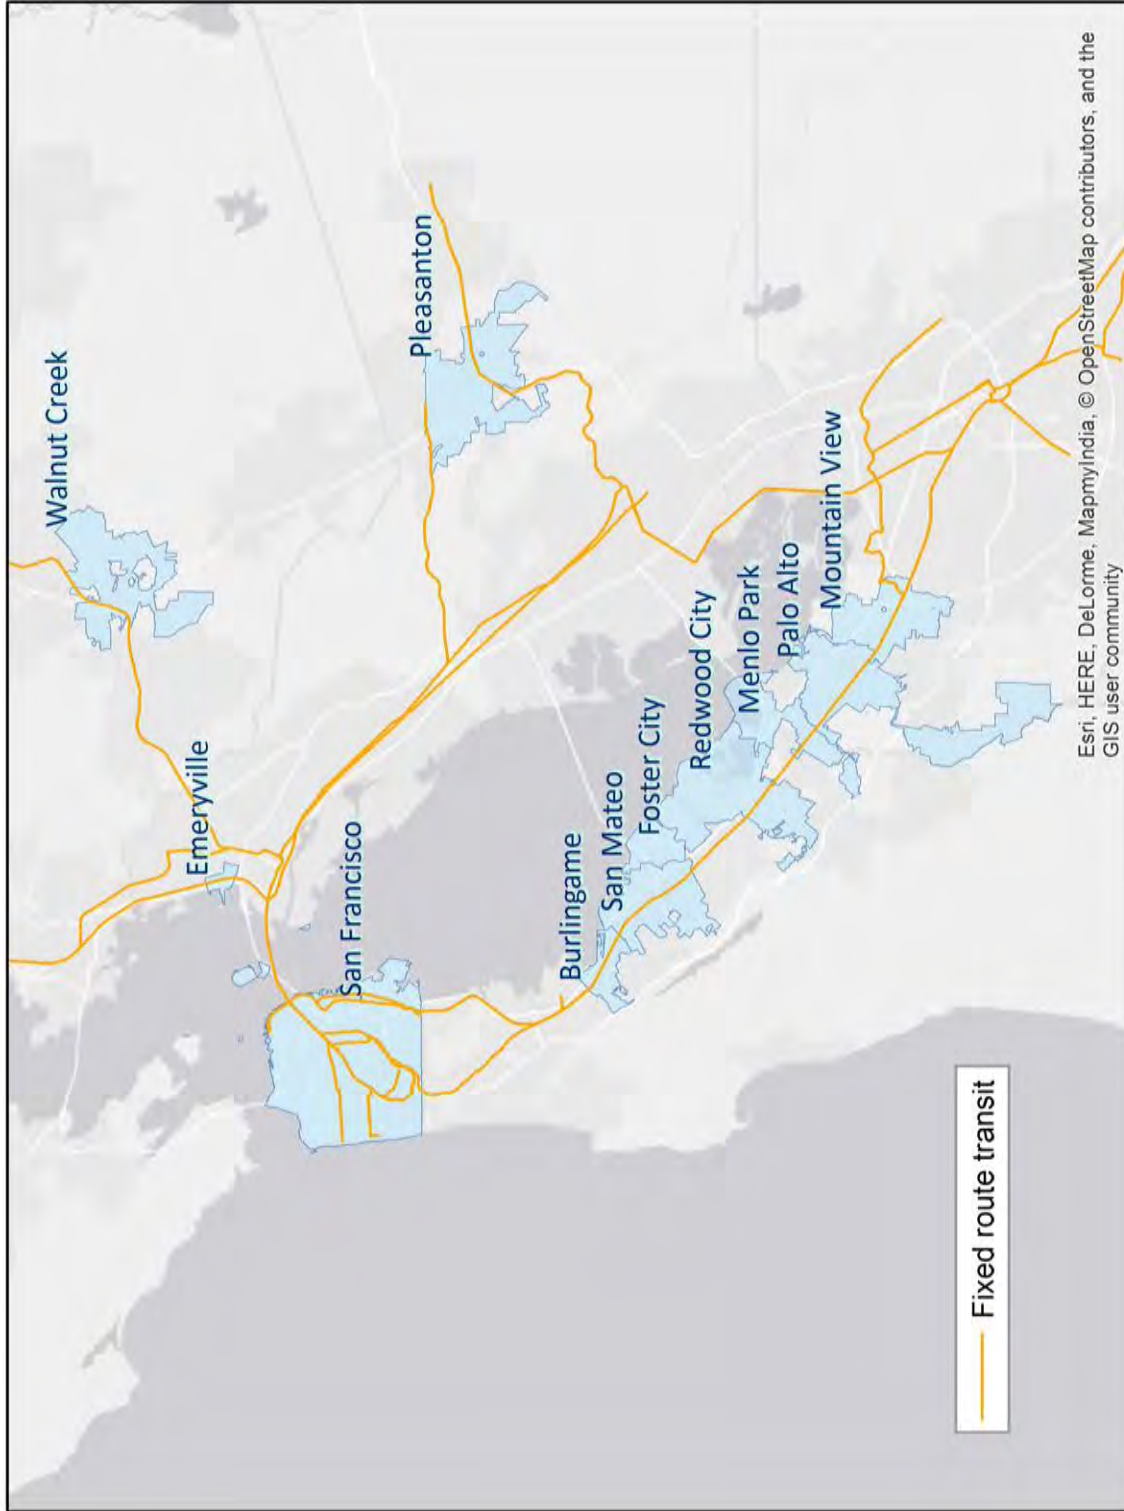 Walnut Creek
Emeryville
Pleasanton
San Francisco
Burlingame
San Mateo
Foster City
Redwood City
Menlo Park
Palo Alto
Mountain View
Fixed route transit
Esri, HERE, DeLorme, MapmyIndia, © OpenStreetMap contributors, and the
GIS user community